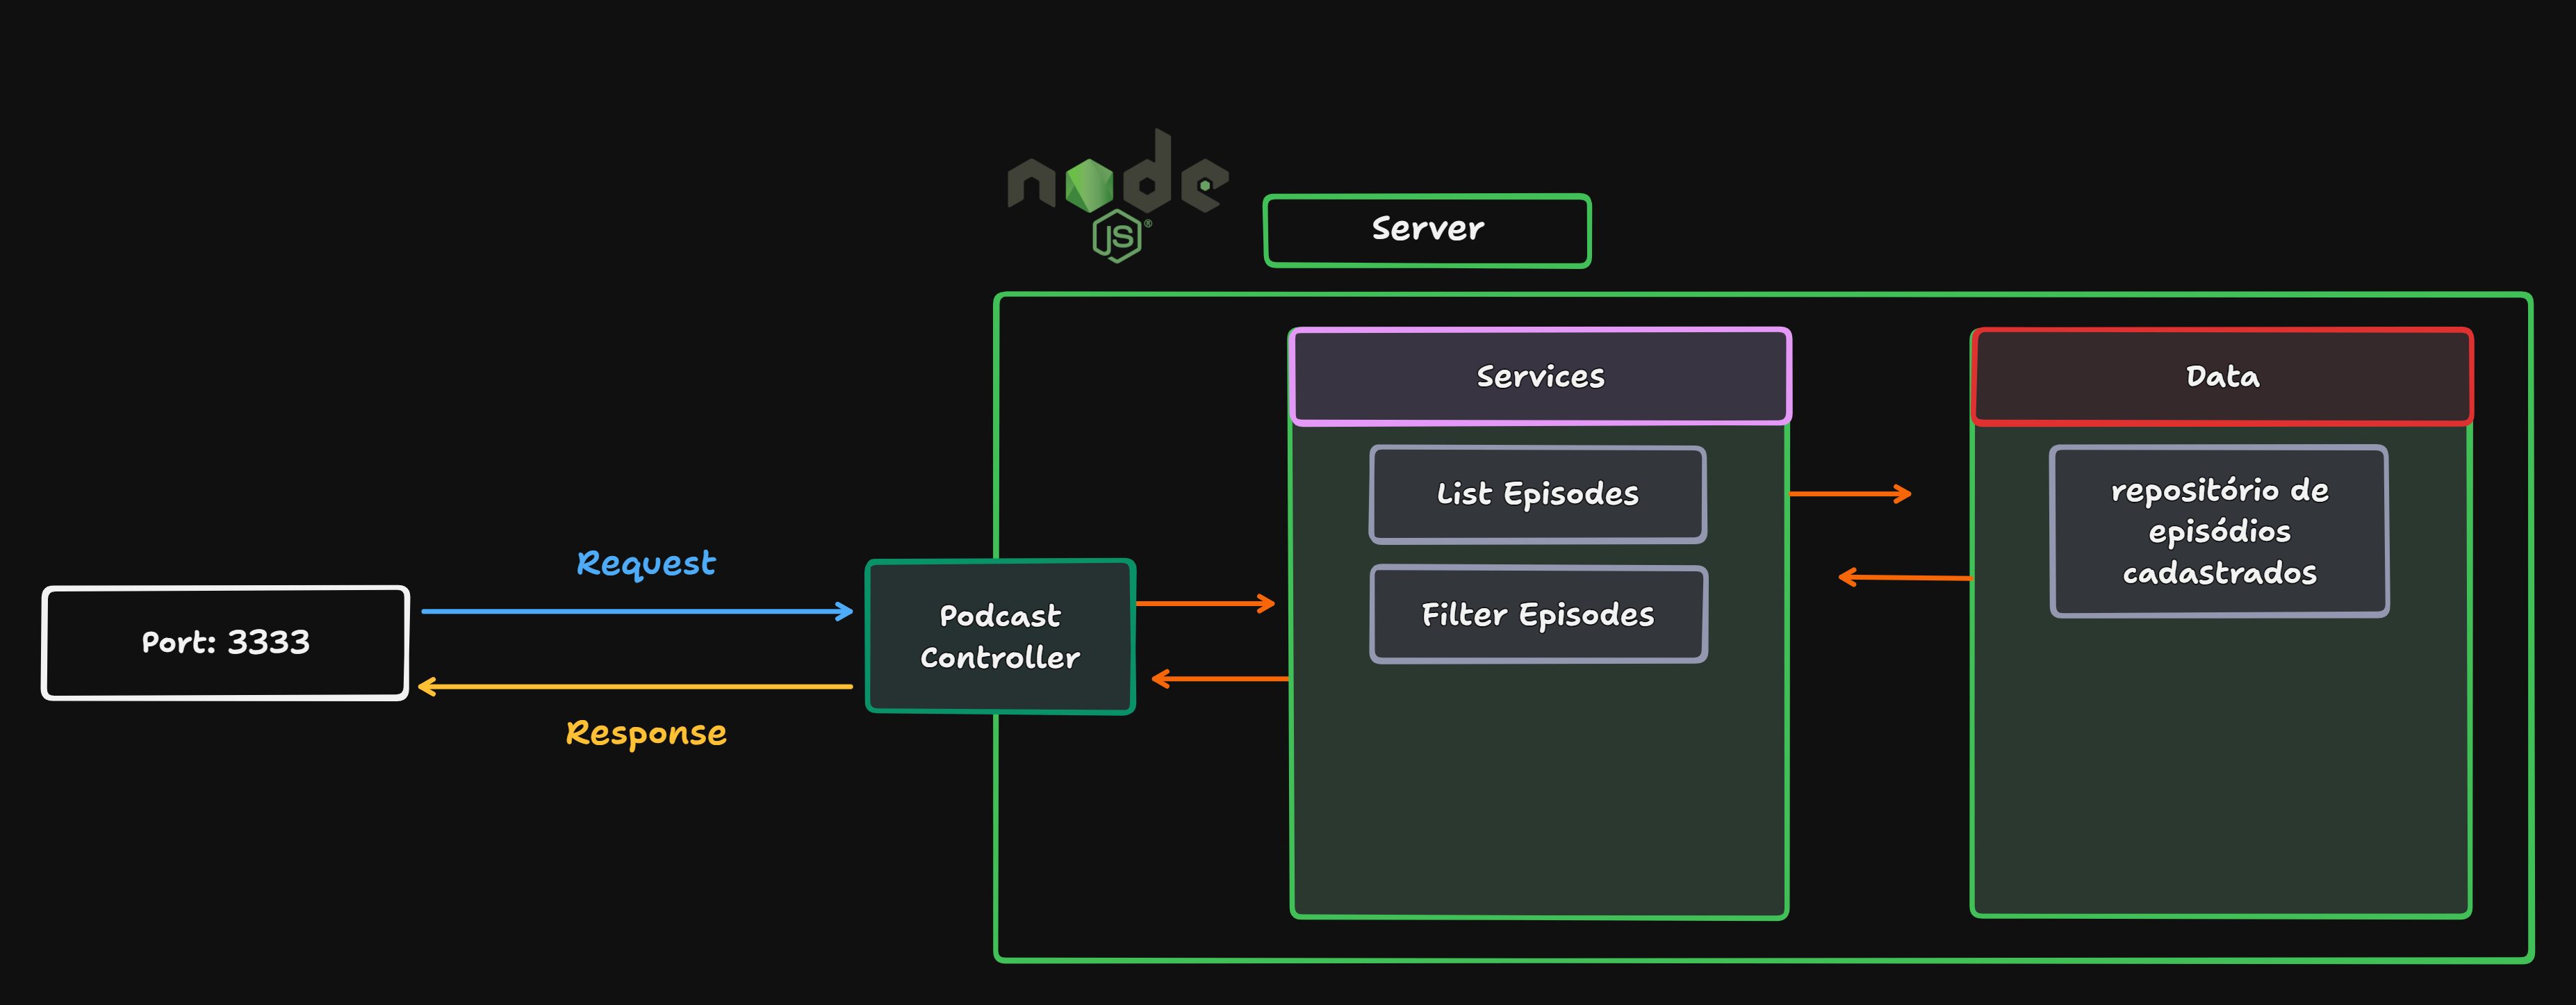 node
JS®
Server
Services
Data
List Episodes
repositório de
episódios
cadastrados
Request
Filter Episodes
Port: 3333
Podcast
Controller
Response